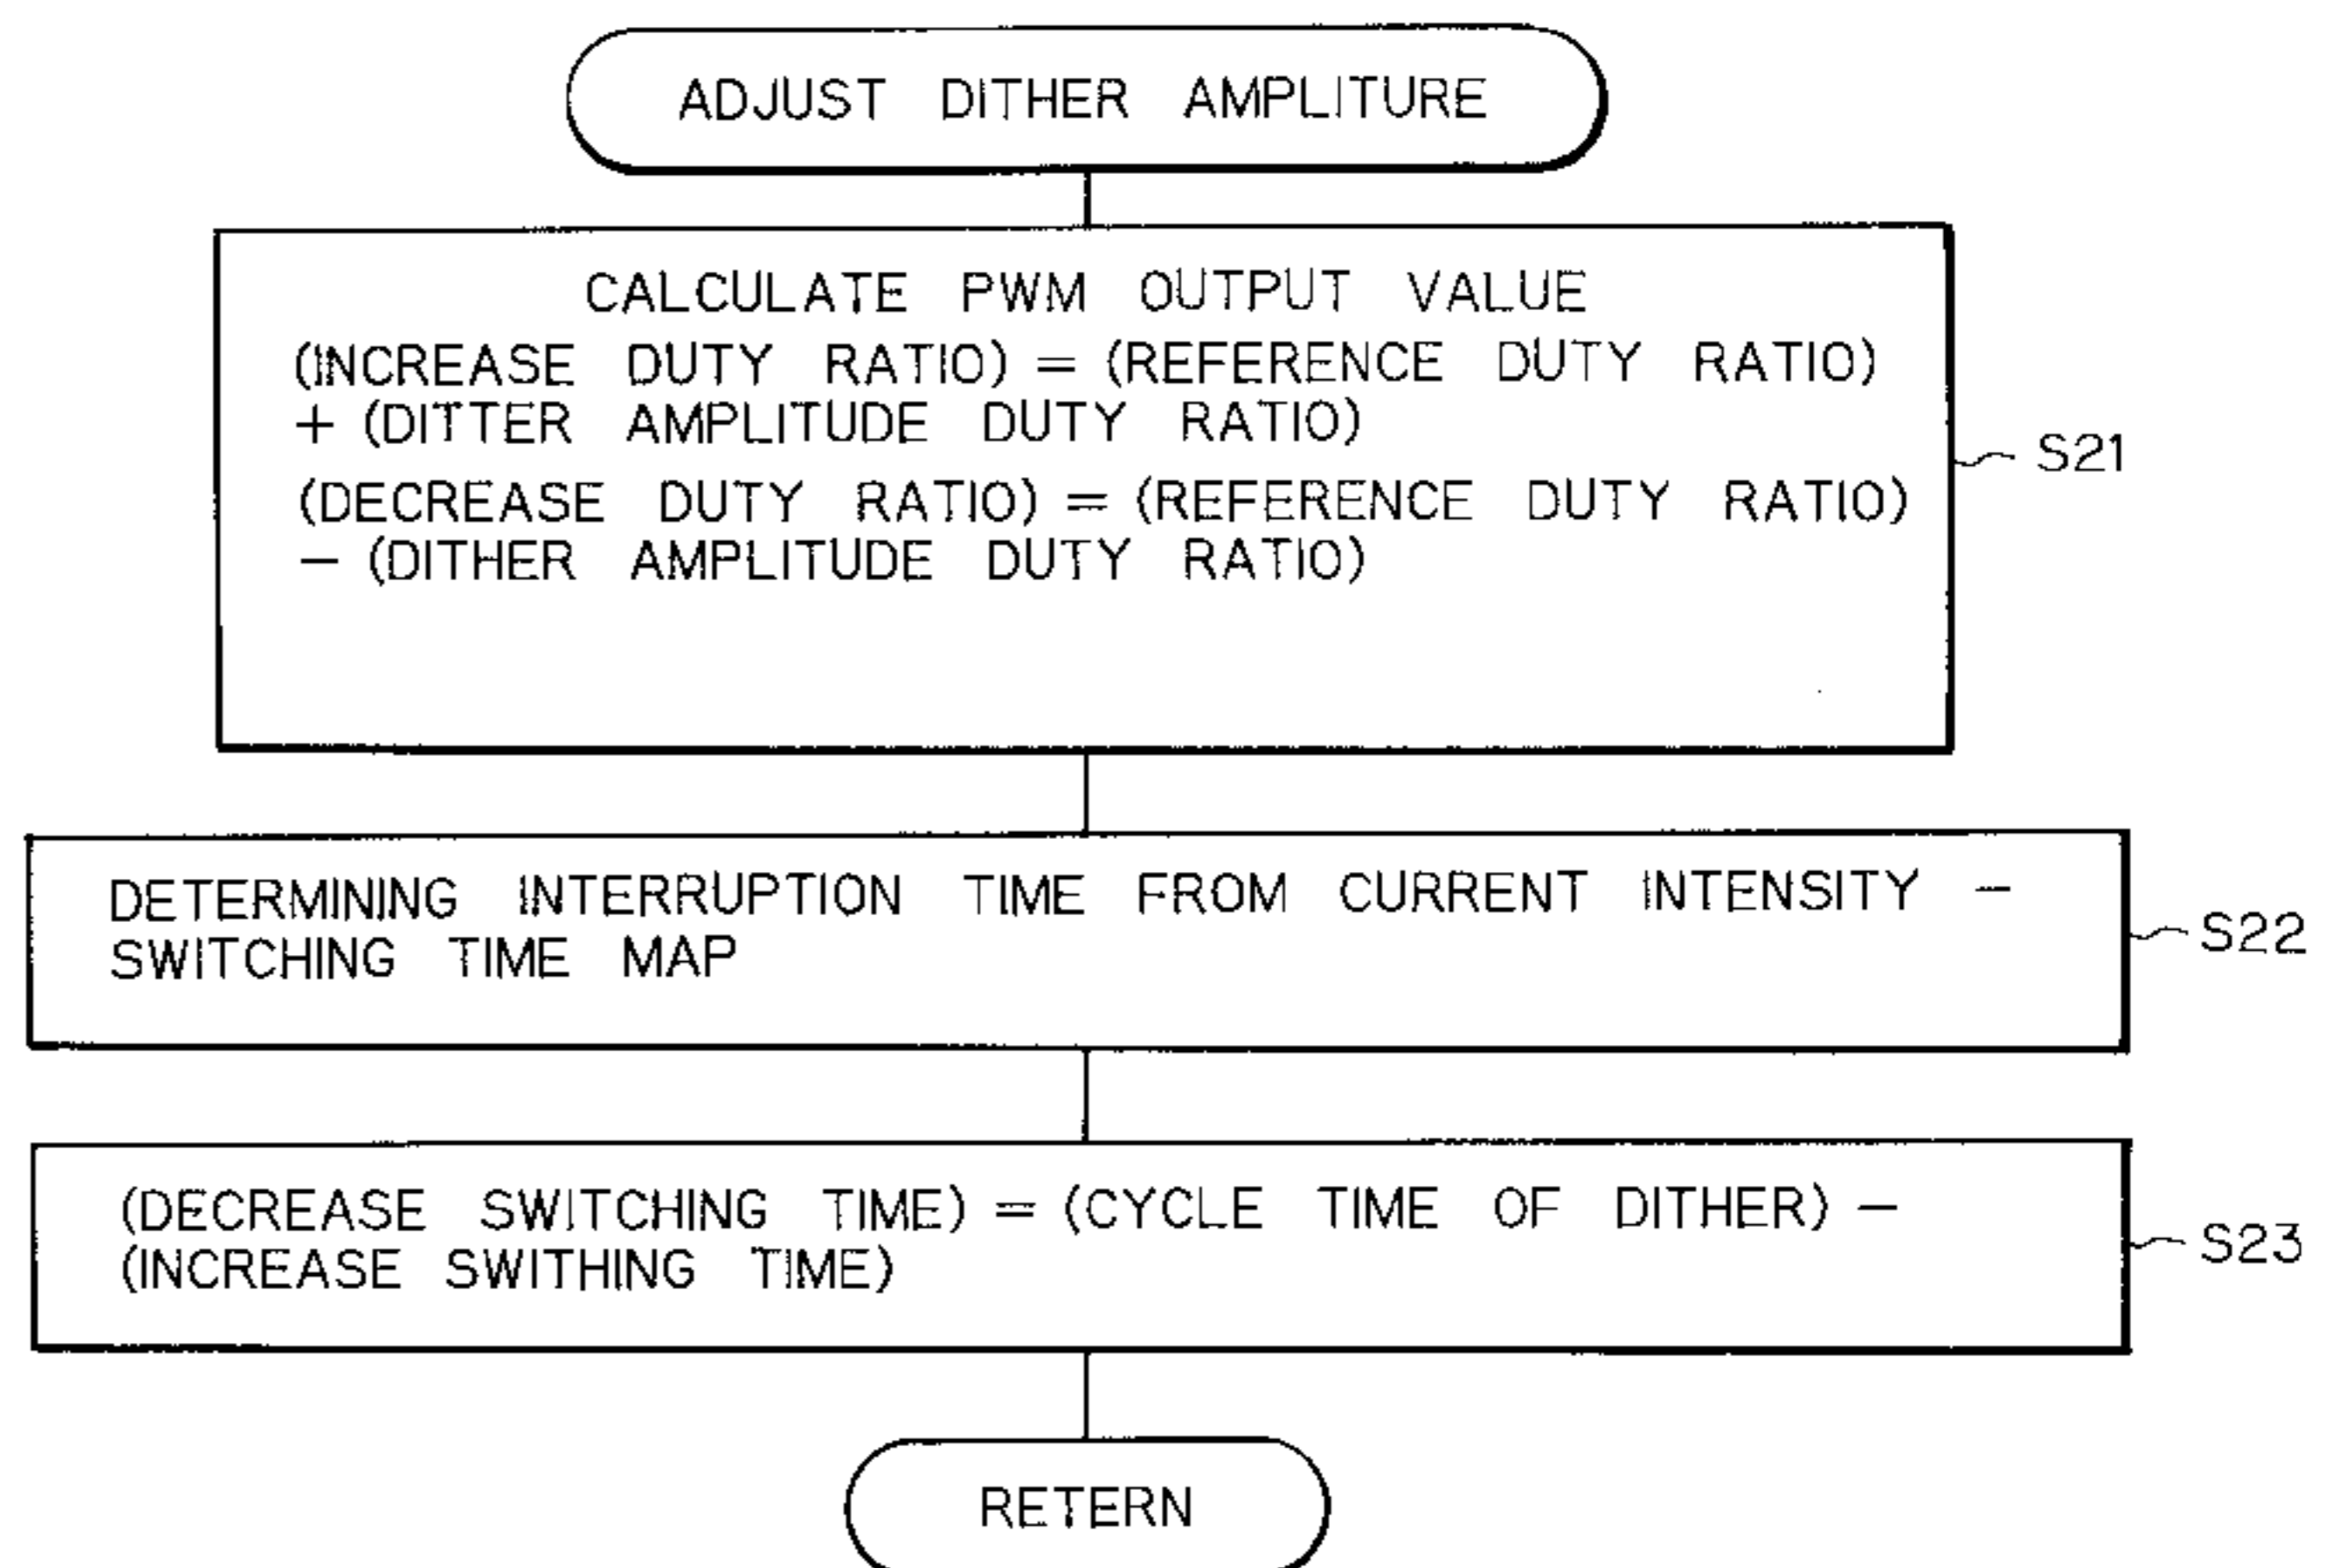 ADJUST DITHER AMPLITURE
CALCULATE PWM OUTPUT VALUE
(INCREASE DUTY RATIO) = (REFERENCE DUTY RATIO)
+ (DITTER AMPLITUDE DUTY RATIO)
(DECREASE DUTY RATIO) = (REFERENCE DUTY RATIO)
- (DITHER AMPLITUDE DUTY RATIO)
S21
DETERMINING INTERRUPTION TIME FROM CURRENT INTENSITY -
SWITCHING TIME MAP
S22
(DECREASE SWITCHING TIME) = (CYCLE TIME OF DITHER) -
(INCREASE SWITHING TIME)
S23
RETERN